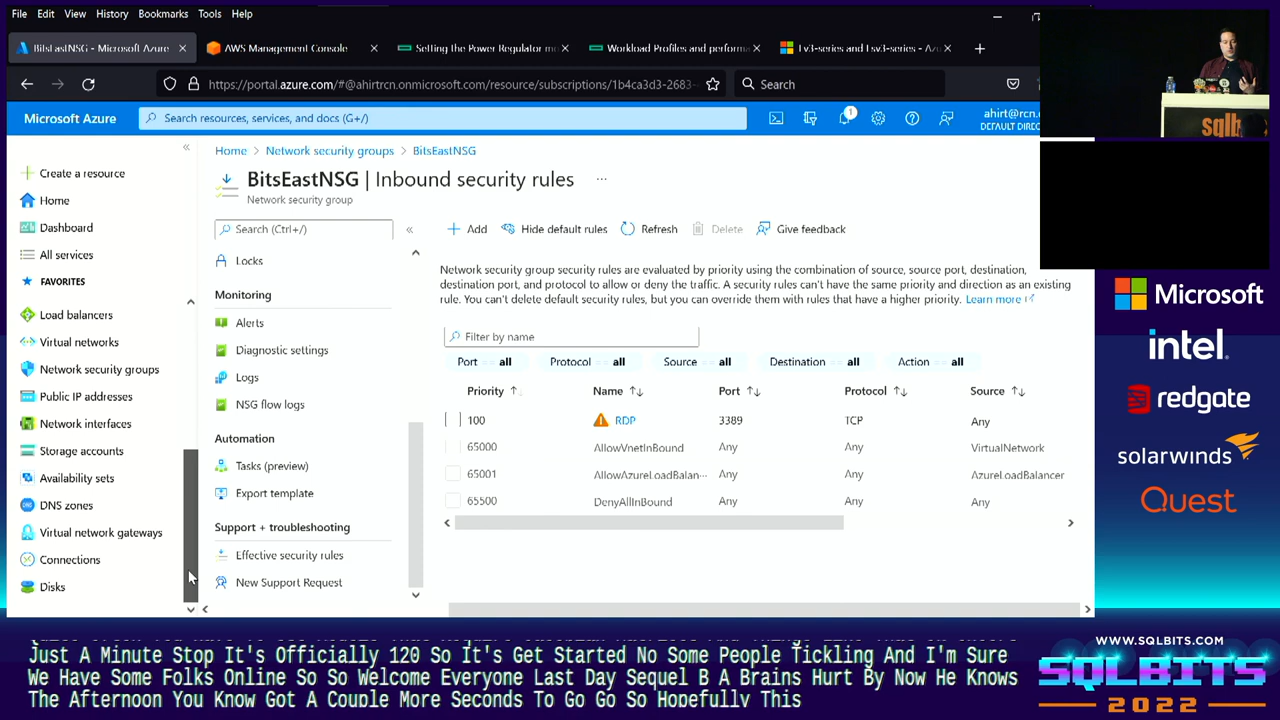 File Edit View History Bookmarks Tools Help
BitsEastNSG - Microsoft Azure
AWS Management Console
Setting the Power Regulator mo
Workload Profiles and performa
Lv3-series and Lsv3-series - Az
https://portal.azure.com/#@ahirtrcn.onmicrosoft.com/resource/subscriptions/1b4ca3d3-2683-
Search
Microsoft Azure
Search resources, services, and docs (G+/)
1
ahirt@rcn.
DEFAULT DIREC
Home > Network security groups > BitsEastNSG
BitsEastNSG | Inbound security rules ...
Network security group
Create a resource
Home
Dashboard
All services
FAVORITES
Load balancers
Virtual networks
Network security groups
Public IP addresses
Network interfaces
Storage accounts
Availability sets
DNS zones
Virtual network gateways
Connections
Disks
Search (Ctrl+/)
Locks
Monitoring
Alerts
Diagnostic settings
Logs
NSG flow logs
Automation
Tasks (preview)
Export template
Support + troubleshooting
Effective security rules
New Support Request
Add Hide default rules Refresh Delete Give feedback
Network security group security rules are evaluated by priority using the combination of source, source port, destination,
destination port, and protocol to allow or deny the traffic. A security rules can't have the same priority and direction as an existing
rule. You can't delete default security rules, but you can override them with rules that have a higher priority. Learn more
Filter by name
Port == all Protocol == all Source == all Destination == all Action == all
Priority Name Port Protocol Source
100 RDP 3389 TCP Any
65000 AllowVnetInBound Any Any VirtualNetwork
65001 AllowAzureLoadBalan... Any Any AzureLoadBalancer
65500 DenyAllInBound Any Any Any
sqlb
Microsoft
intel.
redgate
solarwinds
Quest
Just A Minute Stop It's Officially 120 So It's Get Started No Some People Tickling And I'm Sure
We Have Some Folks Online So So Welcome Everyone Last Day Sequel B A Brains Hurt By Now He Knows
The Afternoon You Know Got A Couple More Seconds To Go Go So Hopefully This
WWW.SQLBITS.COM
SQLBITS
2022